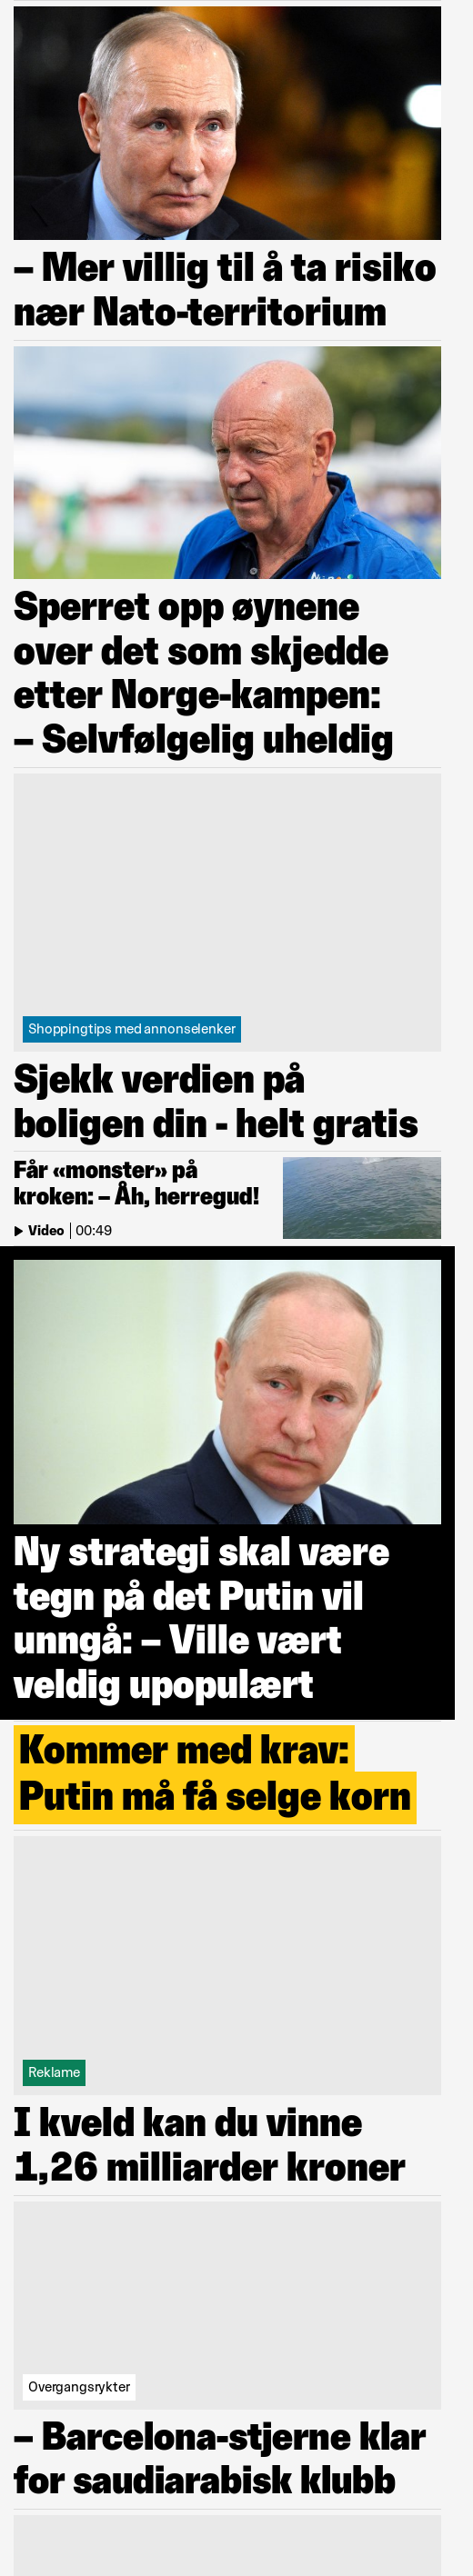 – Mer villig til å ta risiko
nær Nato-territorium
Sperret opp øynene
over det som skjedde
etter Norge-kampen:
– Selvfølgelig uheldig
Shoppingtips med annonselenker
Sjekk verdien på
boligen din - helt gratis
Får «monster» på
kroken: – Åh, herregud!
Video 00:49
Ny strategi skal være
tegn på det Putin vil
unngå: – Ville vært
veldig upopulært
Kommer med krav:
Putin må få selge korn
Reklame
I kveld kan du vinne
1,26 milliarder kroner
Overgangsrykter
– Barcelona-stjerne klar
for saudiarabisk klubb